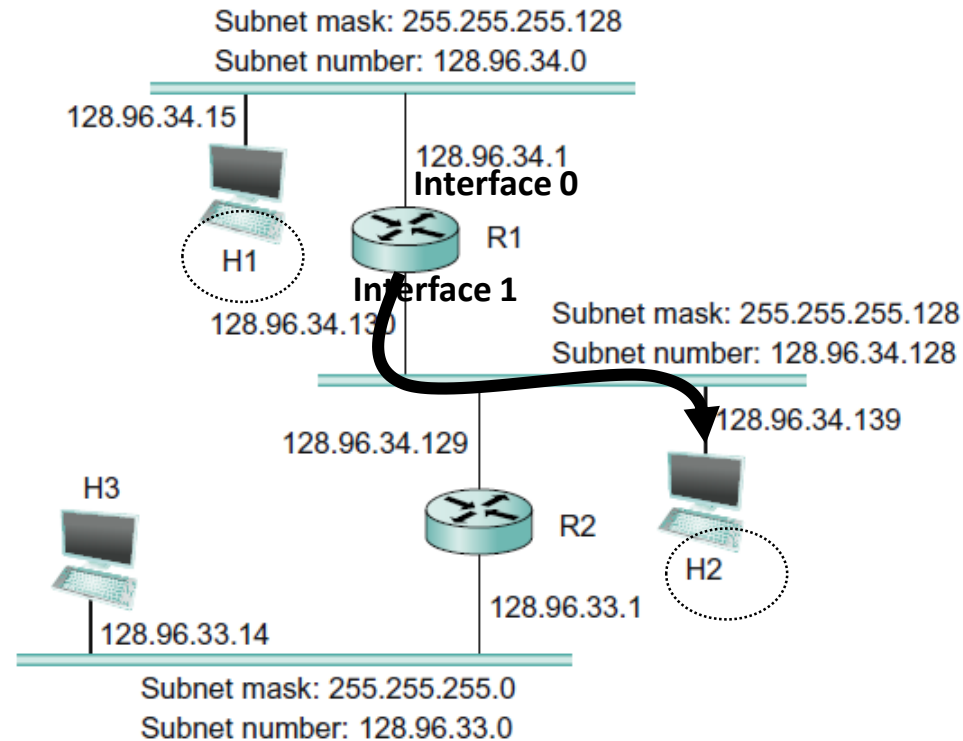 Subnet mask: 255.255.255.128
Subnet number: 128.96.34.0
128.96.34.15
128.96.34.1
Interface 0
R1
H1
Interface 1
128.96.34.130
Subnet mask: 255.255.255.128
Subnet number: 128.96.34.128
128.96.34.139
128.96.34.129
H3
R2
H2
128.96.33.1
128.96.33.14
Subnet mask: 255.255.255.0
Subnet number: 128.96.33.0